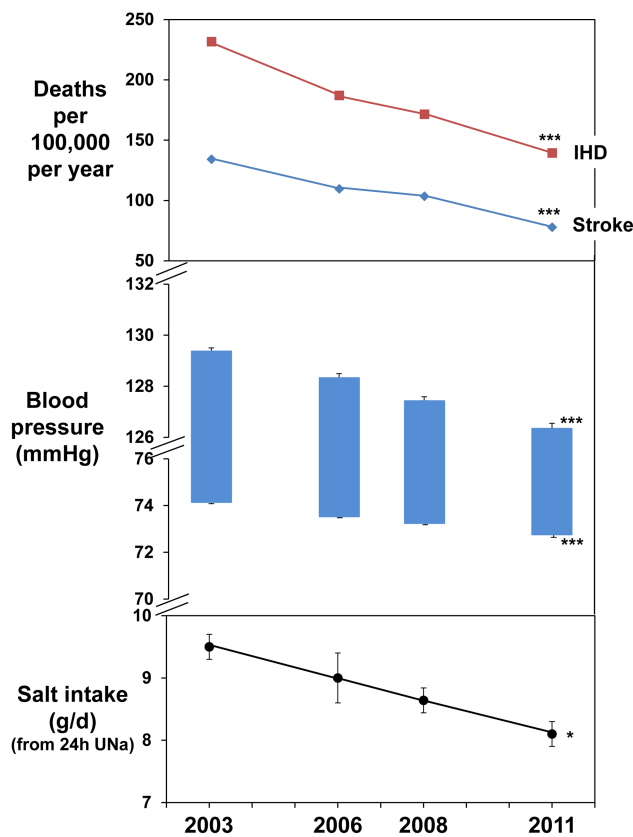 250
200
150
100
50
Deaths
per
100,000
per year
***
IHD
***
Stroke
132
130
128
126
76
74
72
70
Blood
pressure
(mmHg)
***
***
10
9
8
7
Salt intake
(g/d)
(from 24h UNa)
*
2003 2006 2008 2011